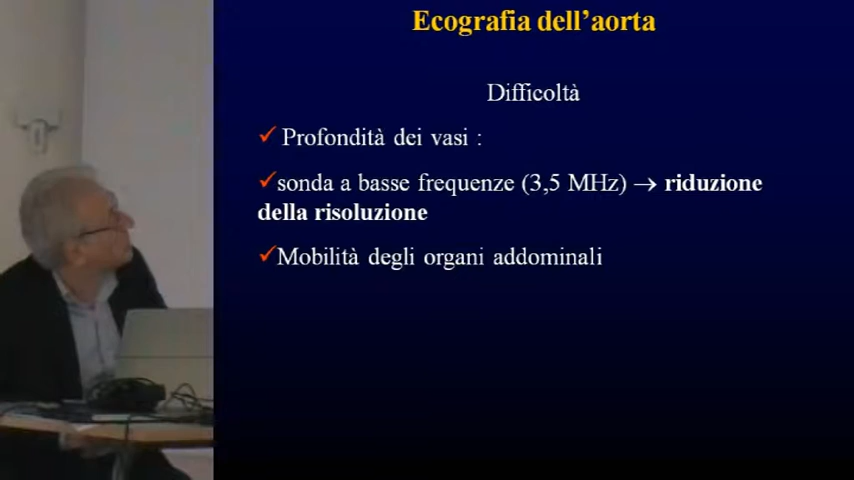 Ecografia dell’aorta
Difficoltà
✓ Profondità dei vasi :
✓sonda a basse frequenze (3,5 MHz) → riduzione
della risoluzione
✓Mobilità degli organi addominali